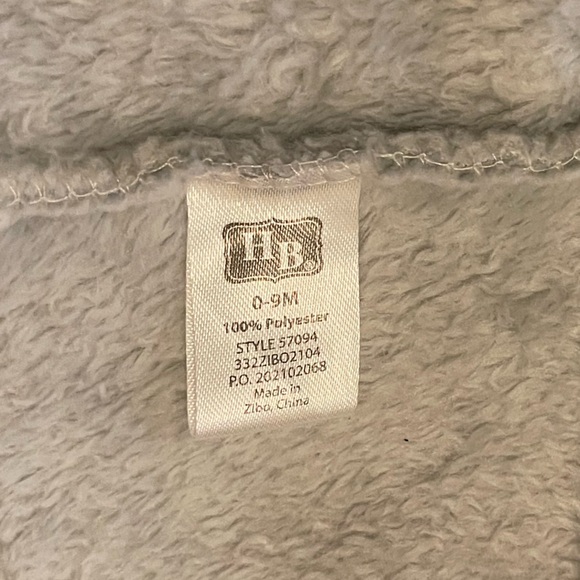 HB
0-9M
100% Polyester
STYLE 57094
332ZIBO2104
P.O. 202102068
Made in
Zibo, China